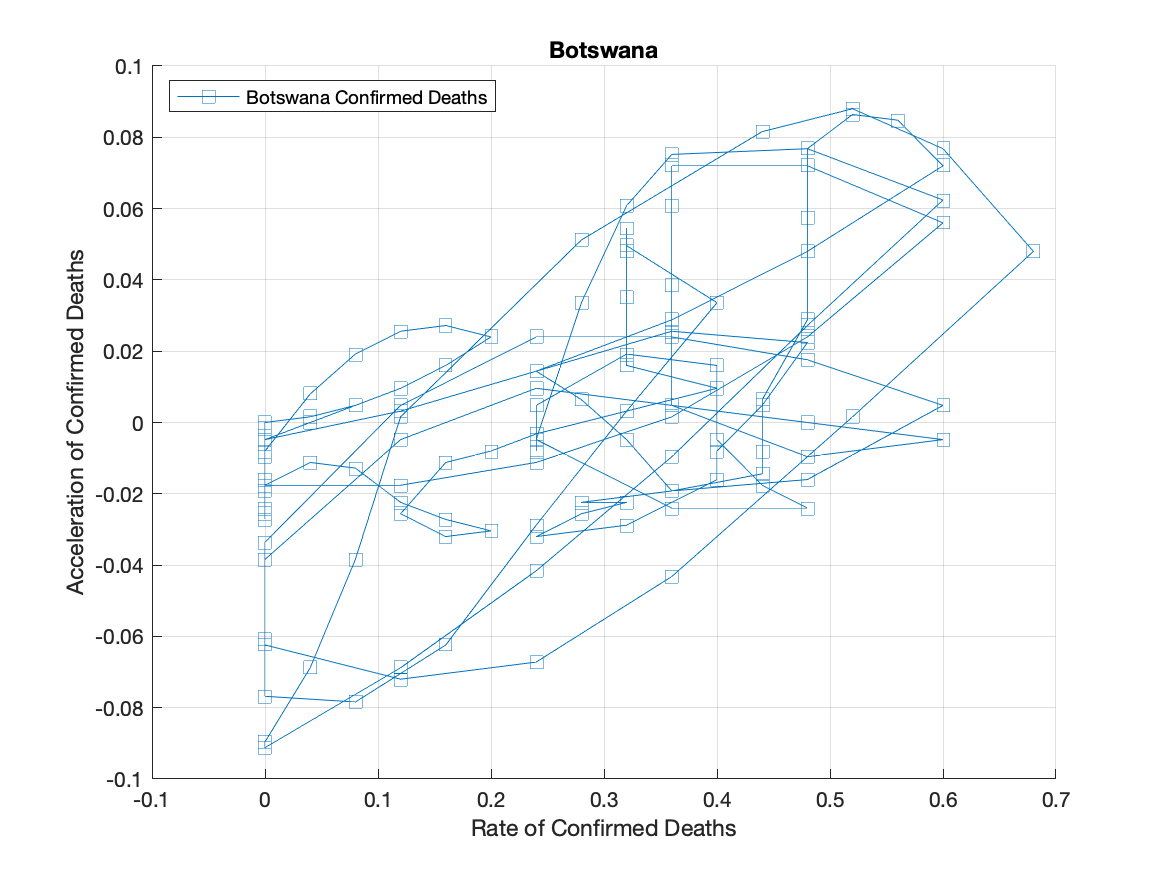 Botswana
Botswana Confirmed Deaths
0.1
0.08
0.06
0.04
0.02
0
-0.02
-0.04
-0.06
-0.08
-0.1
Acceleration of Confirmed Deaths
-0.1 0 0.1 0.2 0.3 0.4 0.5 0.6 0.7
Rate of Confirmed Deaths